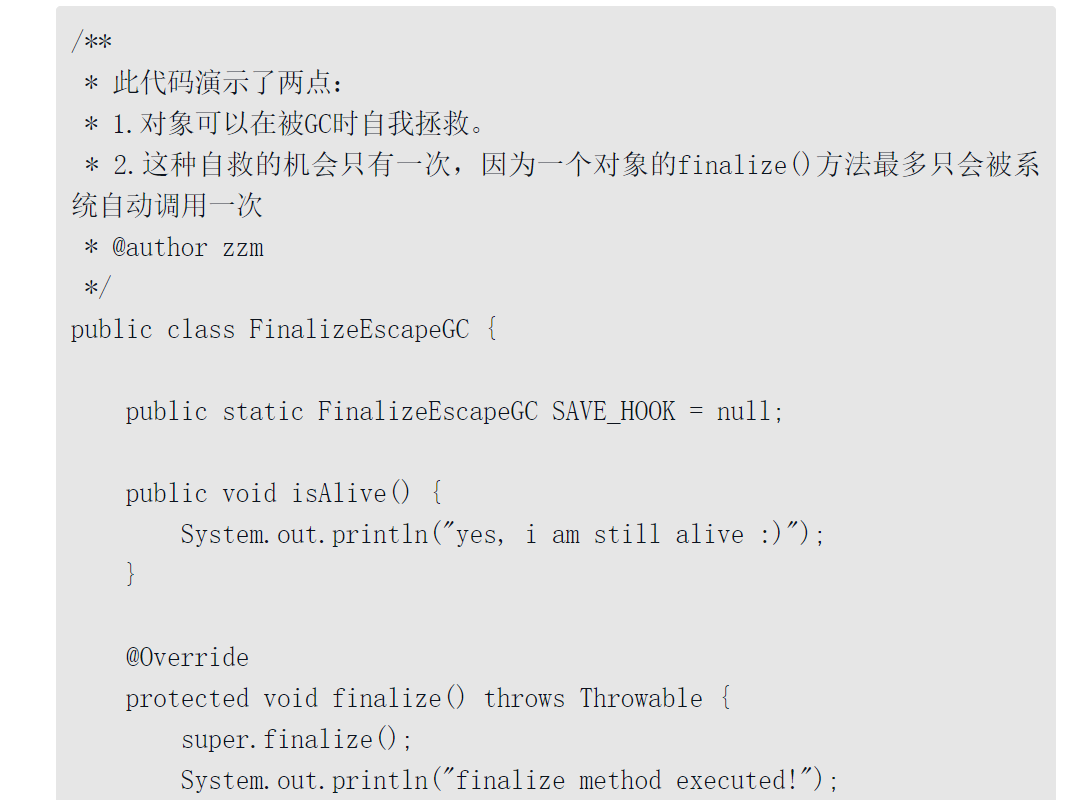 /**
 * 此代码演示了两点：
 * 1.对象可以在被GC时自我拯救。
 * 2.这种自救的机会只有一次，因为一个对象的finalize()方法最多只会被系
统自动调用一次
 * @author zzm
 */
public class FinalizeEscapeGC {
    public static FinalizeEscapeGC SAVE_HOOK = null;
    public void isAlive() {
        System.out.println("yes, i am still alive :)");
    }
    @Override
    protected void finalize() throws Throwable {
        super.finalize();
        System.out.println("finalize method executed!");